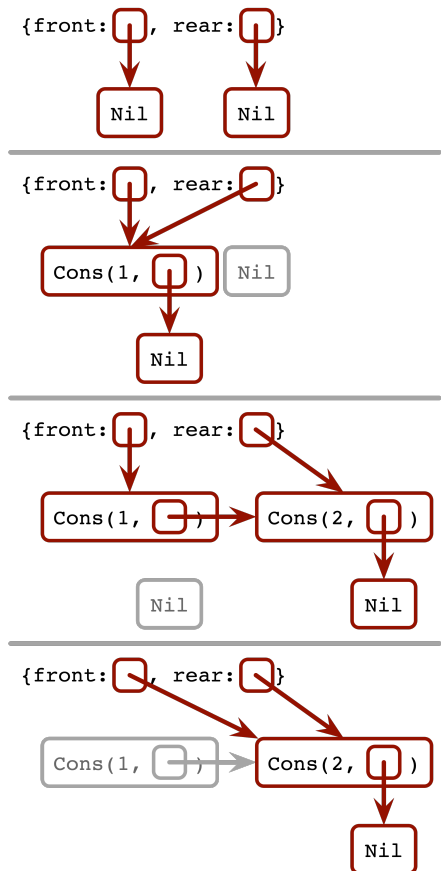 {front: , rear: }
Nil Nil
{front: , rear: }
Cons(1, ) Nil
Nil
{front: , rear: }
Cons(1, ) Cons(2, )
Nil Nil
{front: , rear: }
Cons(1, ) Cons(2, )
Nil